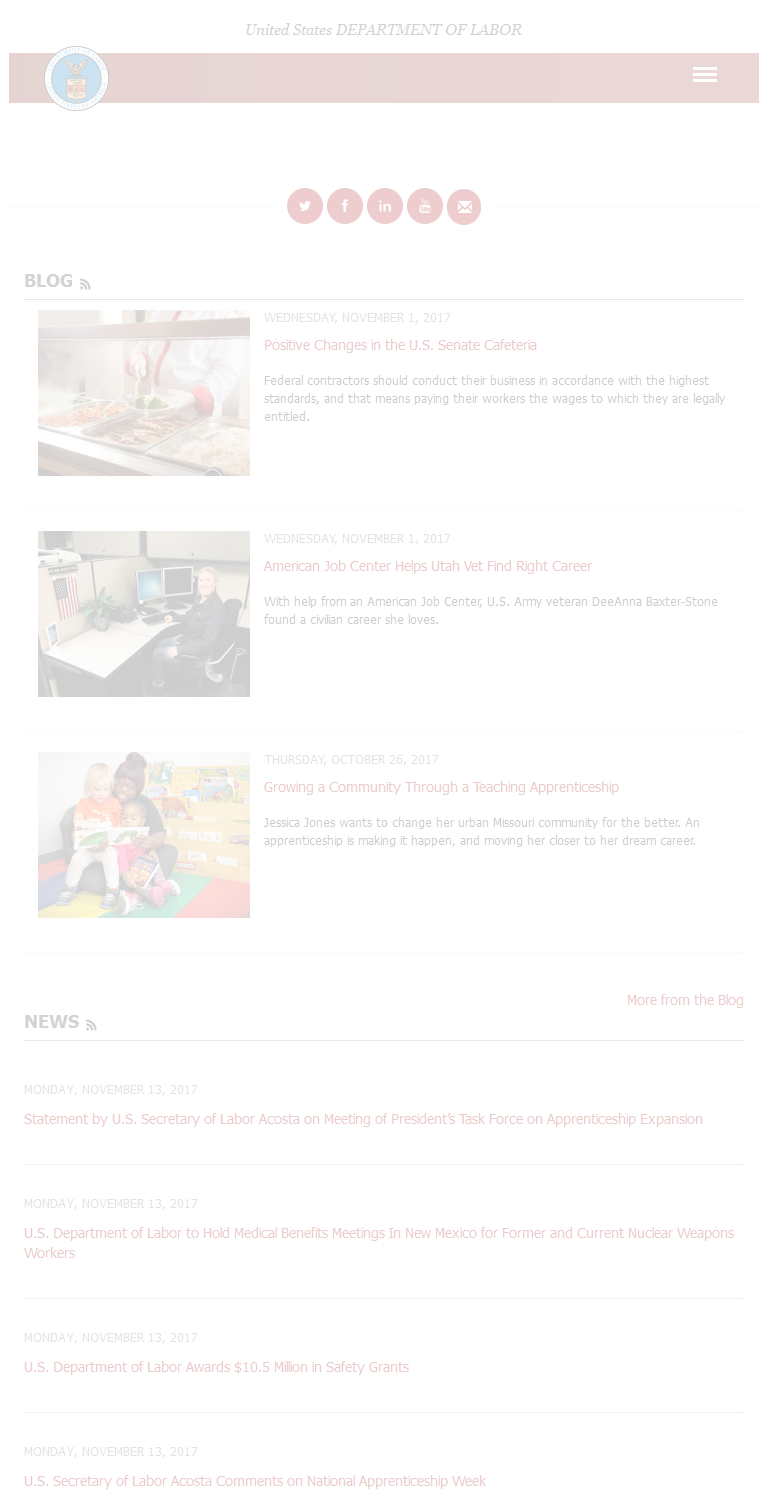 United States DEPARTMENT OF LABOR
BLOG
WEDNESDAY, NOVEMBER 1, 2017
Positive Changes in the U.S. Senate Cafeteria
Federal contractors should conduct their business in accordance with the highest
standards, and that means paying their workers the wages to which they are legally
entitled.
WEDNESDAY, NOVEMBER 1, 2017
American Job Center Helps Utah Vet Find Right Career
With help from an American Job Center, U.S. Army veteran DeeAnna Baxter-Stone
found a civilian career she loves.
THURSDAY, OCTOBER 26, 2017
Growing a Community Through a Teaching Apprenticeship
Jessica Jones wants to change her urban Missouri community for the better. An
apprenticeship is making it happen, and moving her closer to her dream career.
More from the Blog
NEWS
MONDAY, NOVEMBER 13, 2017
Statement by U.S. Secretary of Labor Acosta on Meeting of President’s Task Force on Apprenticeship Expansion
MONDAY, NOVEMBER 13, 2017
U.S. Department of Labor to Hold Medical Benefits Meetings In New Mexico for Former and Current Nuclear Weapons
Workers
MONDAY, NOVEMBER 13, 2017
U.S. Department of Labor Awards $10.5 Million in Safety Grants
MONDAY, NOVEMBER 13, 2017
U.S. Secretary of Labor Acosta Comments on National Apprenticeship Week